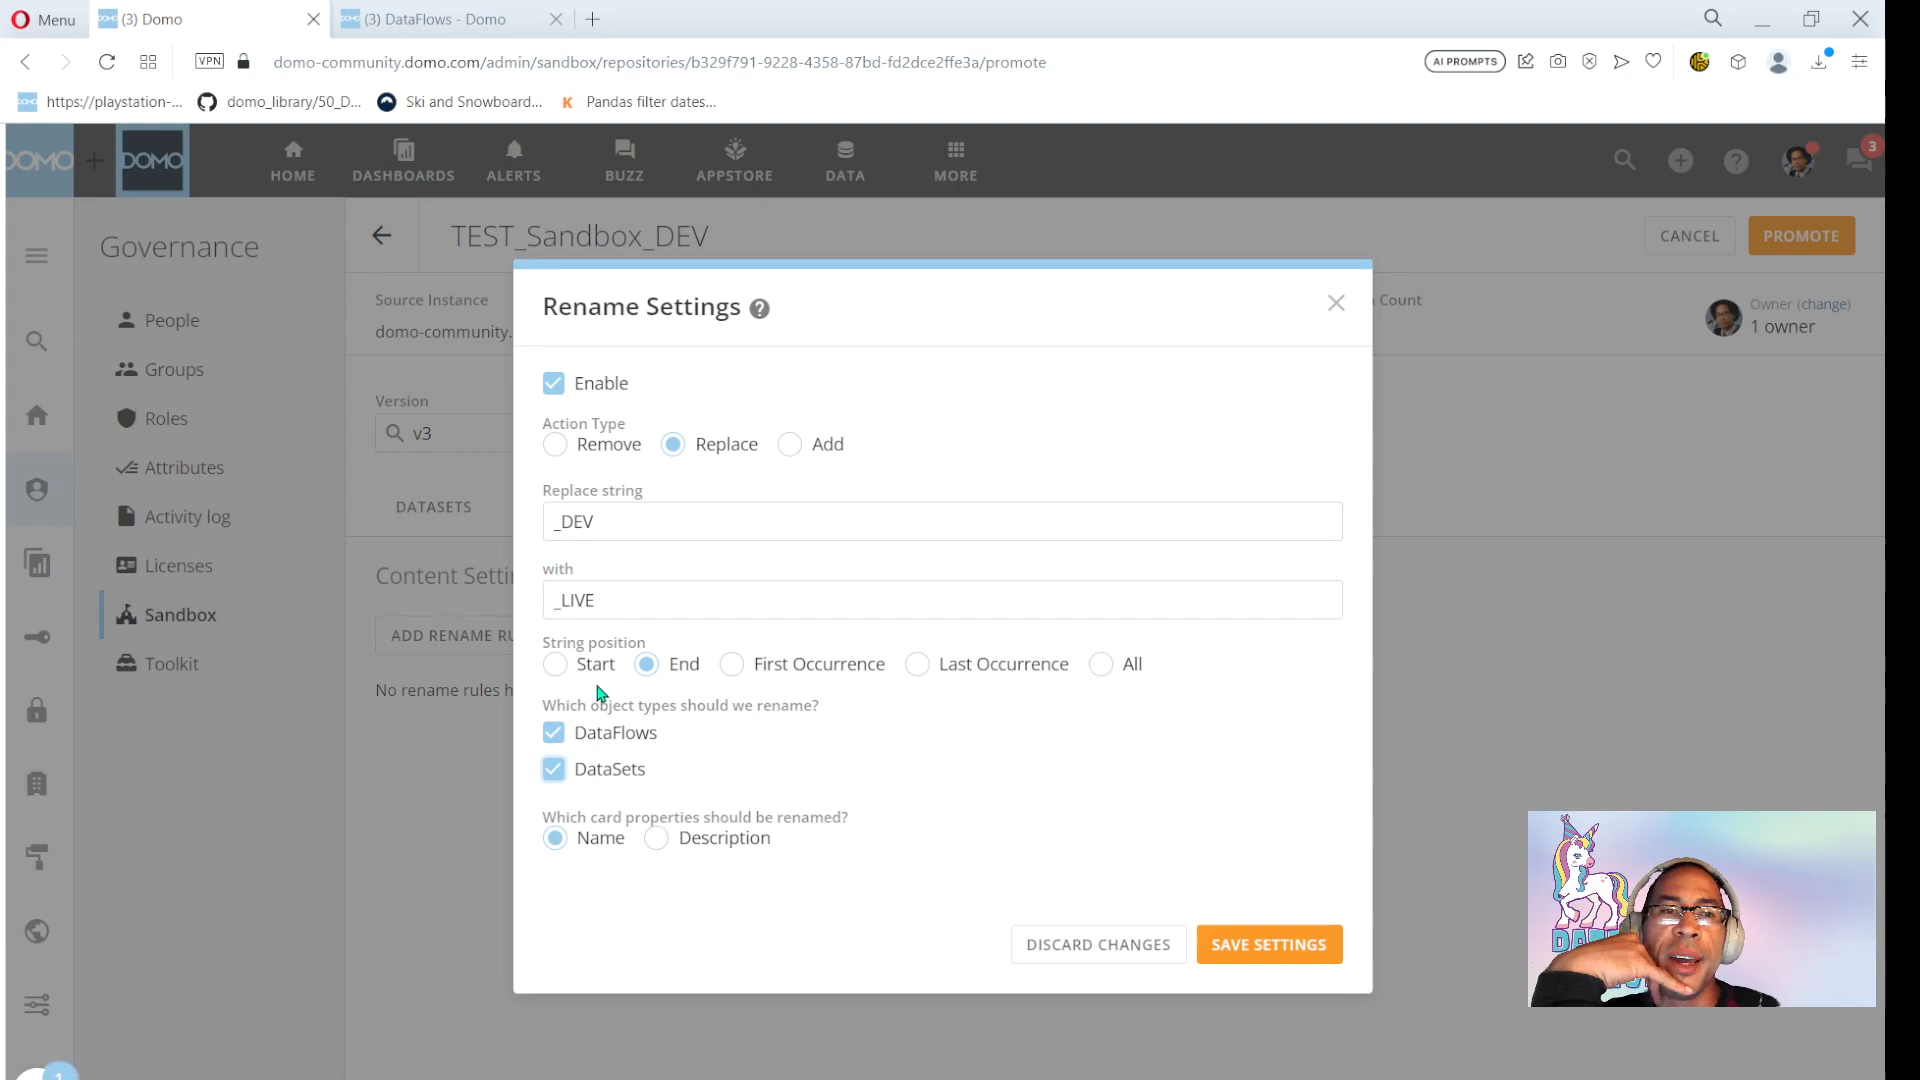 Menu
(3) Domo
(3) DataFlows - Domo
VPN
domo-community.domo.com/admin/sandbox/repositories/b329f791-9228-4358-87bd-fd2dce2ffe3a/promote
AI PROMPTS
https://playstation-...
domo_library/50_D...
Ski and Snowboard...
K Pandas filter dates...
DOMO
DOMO
HOME
DASHBOARDS
ALERTS
BUZZ
APPSTORE
DATA
MORE
3
Governance
People
Groups
Roles
Attributes
Activity log
Licenses
Sandbox
Toolkit
1
TEST_Sandbox_DEV
CANCEL
PROMOTE
Source Instance
domo-community.
Count
Owner (change)
1 owner
Version
v3
DATASETS
Content Setti
ADD RENAME RU
No rename rules h
Rename Settings
Enable
Action Type
Remove
Replace
Add
Replace string
_DEV
with
_LIVE
String position
Start
End
First Occurrence
Last Occurrence
All
Which object types should we rename?
DataFlows
DataSets
Which card properties should be renamed?
Name
Description
DISCARD CHANGES
SAVE SETTINGS